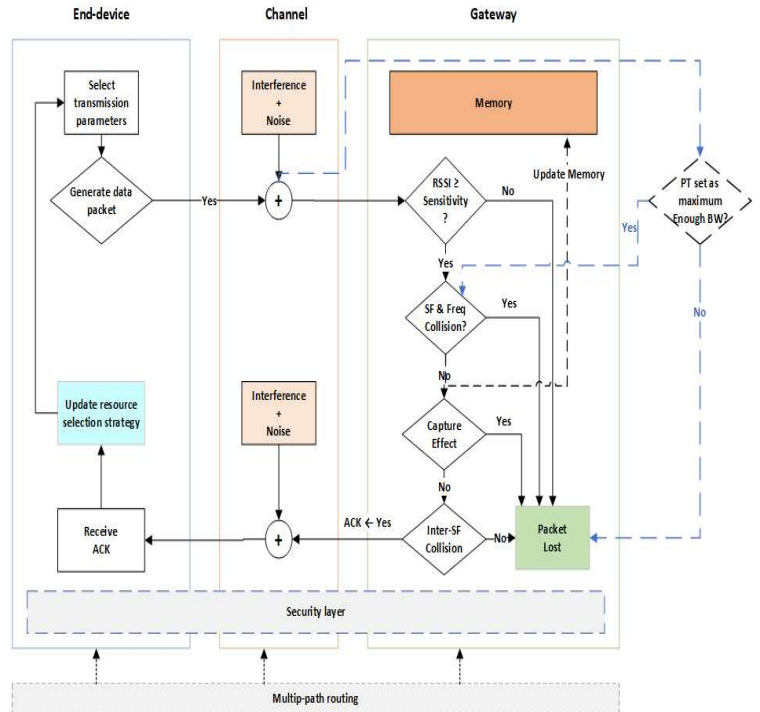 End-device
Channel
Gateway
Select
transmission
parameters
Interference
+
Noise
Memory
Generate data
packet
Yes
+
RSSI ≥
Sensitivity
?
No
Update Memory
PT set as
maximum
Enough BW?
Yes
Yes
SF & Freq
Collision?
Yes
No
No
Update resource
selection strategy
Interference
+
Noise
Capture
Effect
Yes
No
Receive
ACK
+
ACK ← Yes
Inter-SF
Collision
No
Packet
Lost
Security layer
Multip-path routing